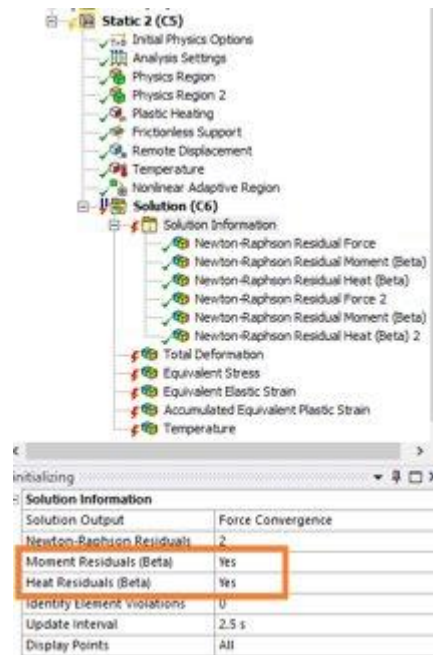 Static 2 (C5)
Initial Physics Options
Analysis Settings
Physics Region
Physics Region 2
Plastic Heating
Frictionless Support
Remote Displacement
Temperature
Nonlinear Adaptive Region
Solution (C6)
Solution Information
Newton-Raphson Residual Force
Newton-Raphson Residual Moment (Beta)
Newton-Raphson Residual Heat (Beta)
Newton-Raphson Residual Force 2
Newton-Raphson Residual Moment (Beta)
Newton-Raphson Residual Heat (Beta) 2
Total Deformation
Equivalent Stress
Equivalent Elastic Strain
Accumulated Equivalent Plastic Strain
Temperature
initializing
Solution Information
Solution Output Force Convergence
Newton-Raphson Residuals 2
Moment Residuals (Beta) Yes
Heat Residuals (Beta) Yes
Identify Element Violations 0
Update Interval 2.5 s
Display Points All